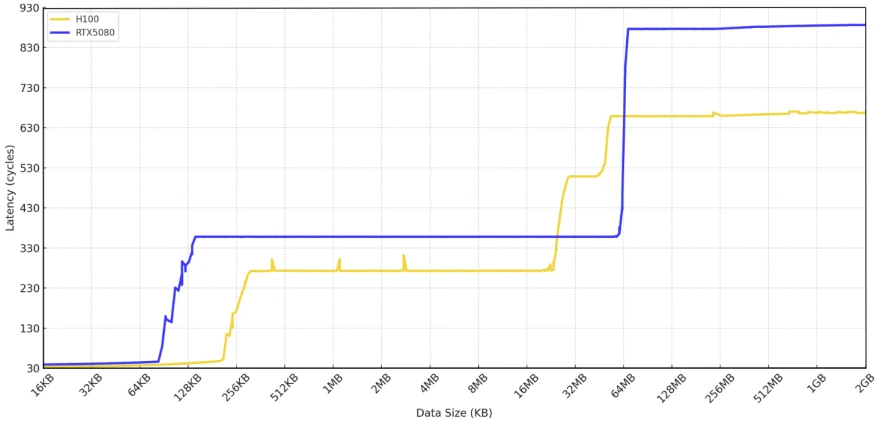 H100
RTX5080
930
830
730
630
530
430
330
230
130
30
Latency (cycles)
16KB
32KB
64KB
128KB
256KB
512KB
1MB
2MB
4MB
8MB
16MB
32MB
64MB
128MB
256MB
512MB
1GB
2GB
Data Size (KB)